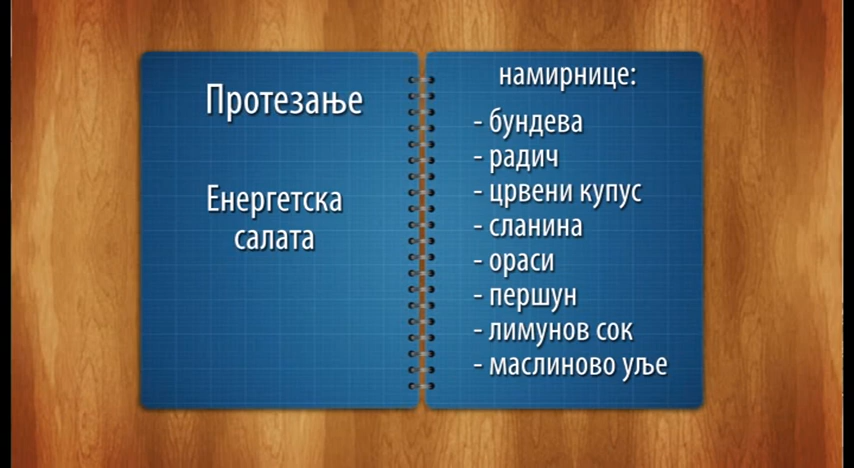 Протезање
Енергетска
салата
намирнице:
- бундева
- радич
- црвени купус
- сланина
- ораси
- першун
- лимунов сок
- маслиново уље